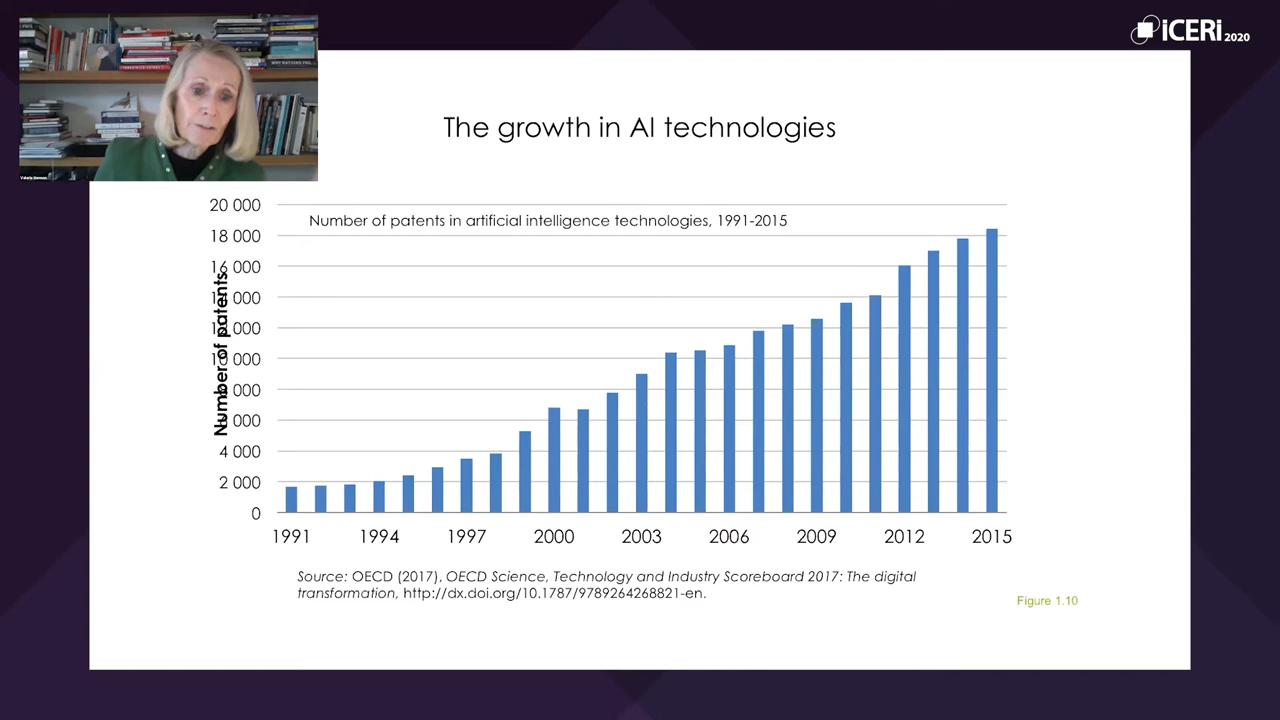 iCERi 2020
WHY NATIONS FAIL
The growth in AI technologies
Number of patents in artificial intelligence technologies, 1991-2015
Number of patents
20 000
18 000
16 000
14 000
12 000
10 000
8 000
6 000
4 000
2 000
0
1991 1994 1997 2000 2003 2006 2009 2012 2015
Source: OECD (2017), OECD Science, Technology and Industry Scoreboard 2017: The digital
transformation, http://dx.doi.org/10.1787/9789264268821-en.
Figure 1.10